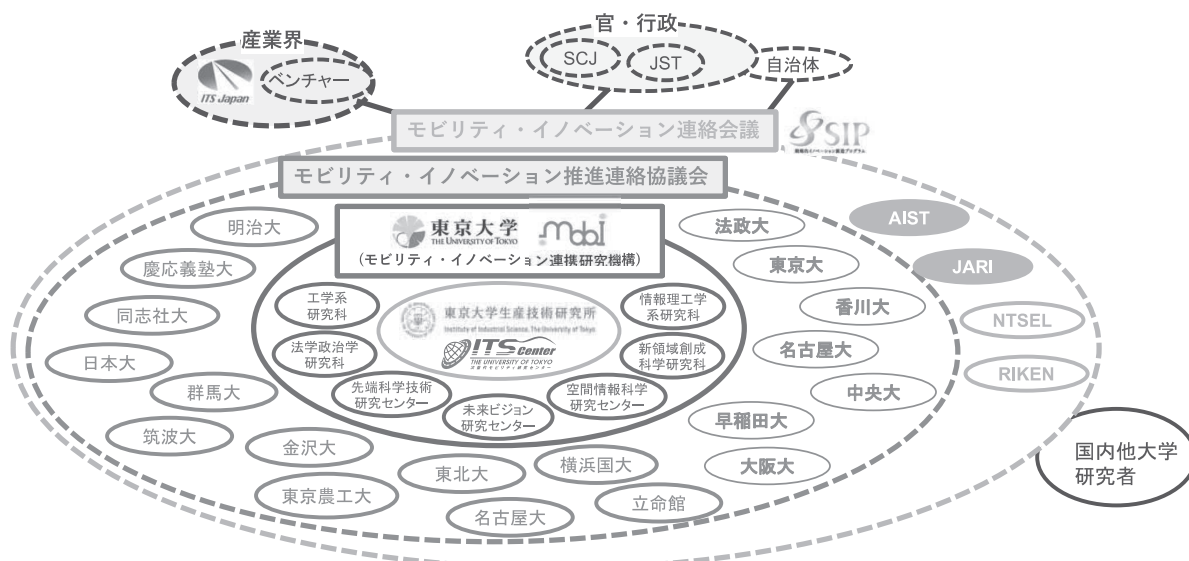 産業界
ITS Japan
ベンチャー
官・行政
SCJ
JST
自治体
モビリティ・イノベーション連絡会議
SIP
モビリティ・イノベーション推進連絡協議会
東京大学
THE UNIVERSITY OF TOKYO
mobi
(モビリティ・イノベーション連携研究機構)
工学系
研究科
法学政治学
研究科
先端科学技術
研究センター
未来ビジョン
研究センター
空間情報科学
研究センター
新領域創成
科学研究科
情報理工学
系研究科
東京大学生産技術研究所
Institute of Industrial Science, The University of Tokyo
ITS Center
THE UNIVERSITY OF TOKYO
明治大
慶応義塾大
同志社大
日本大
群馬大
筑波大
金沢大
東京農工大
東北大
名古屋大
横浜国大
立命館
法政大
東京大
香川大
名古屋大
中央大
早稲田大
大阪大
AIST
JARI
NTSEL
RIKEN
国内他大学
研究者